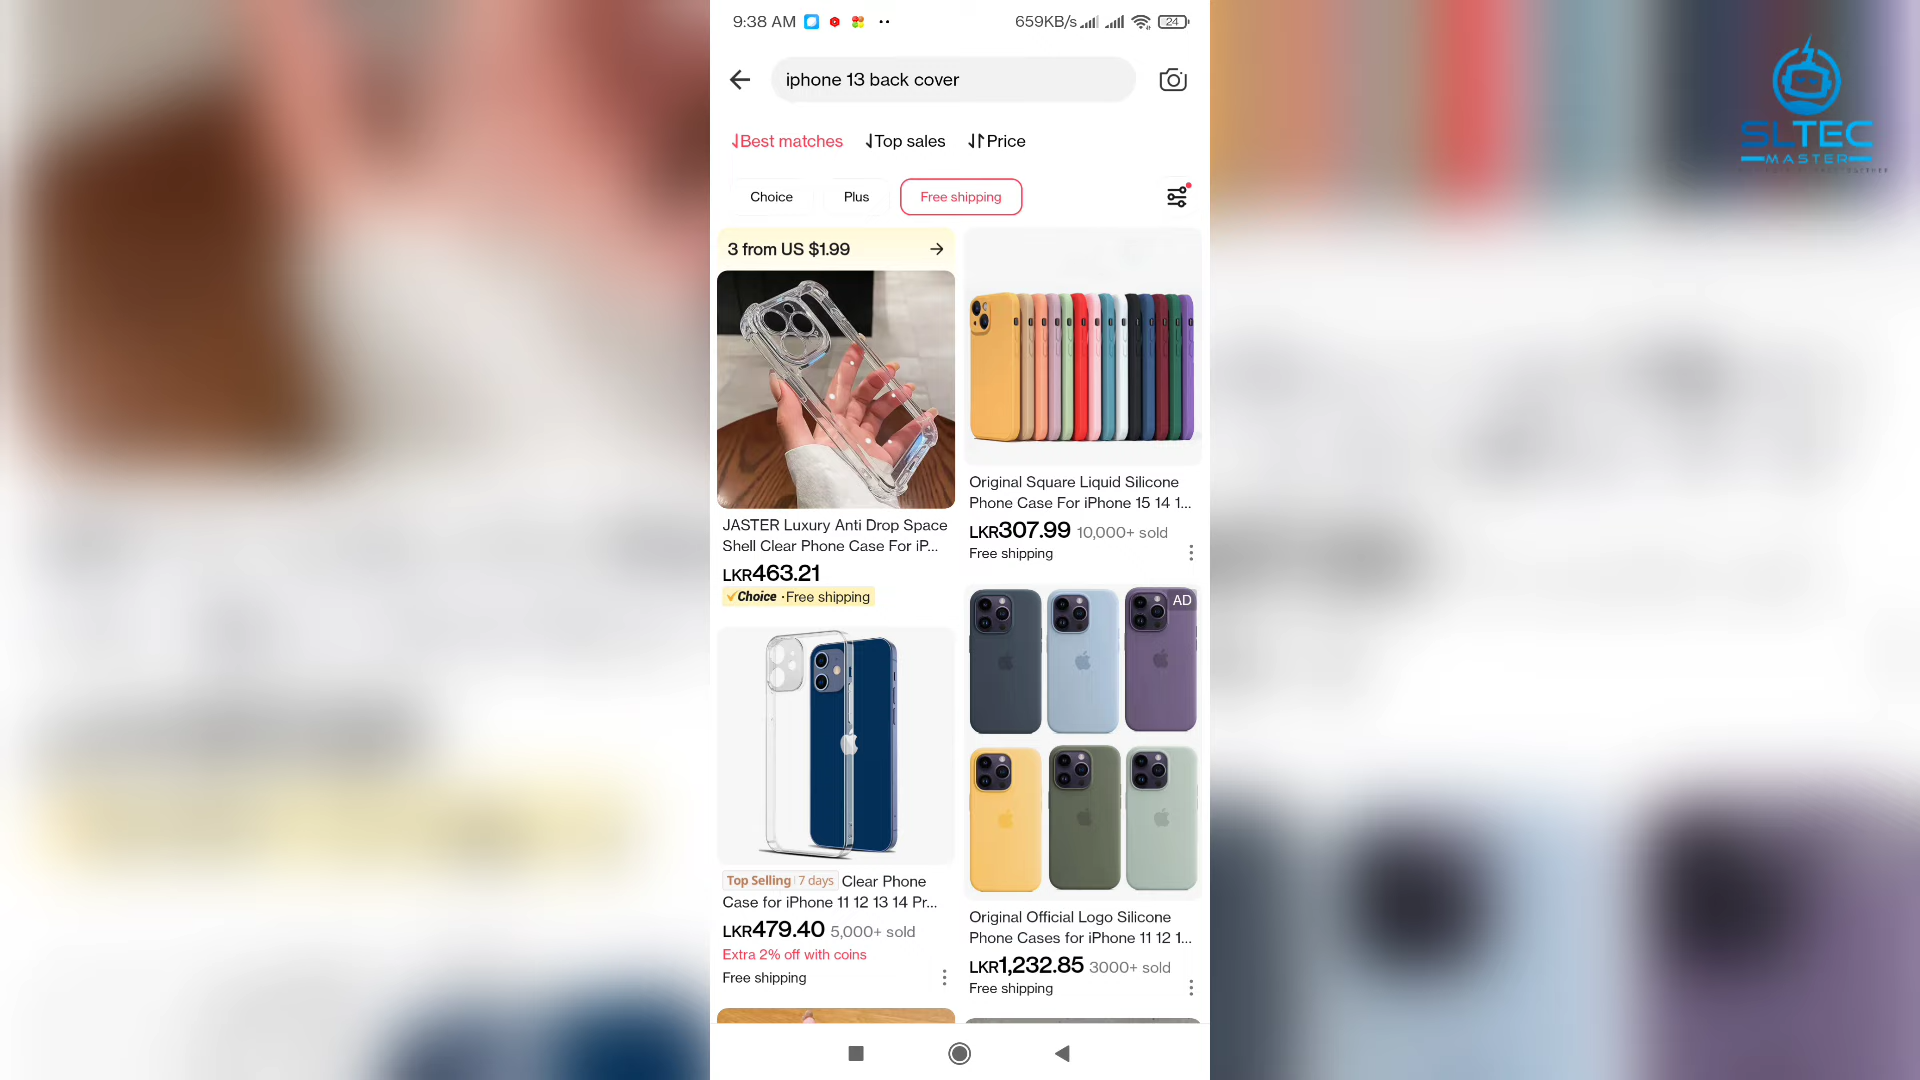 9:38 AM
659KB/s
24
iphone 13 back cover
Best matches
Top sales
Price
Choice
Plus
Free shipping
3 from US $1.99
JASTER Luxury Anti Drop Space
Shell Clear Phone Case For iP...
LKR463.21
Choice · Free shipping
Top Selling 7 days Clear Phone
Case for iPhone 11 12 13 14 Pr...
LKR479.40 5,000+ sold
Extra 2% off with coins
Free shipping
Original Square Liquid Silicone
Phone Case For iPhone 15 14 1...
LKR307.99 10,000+ sold
Free shipping
AD
Original Official Logo Silicone
Phone Cases for iPhone 11 12 1...
LKR1,232.85 3000+ sold
Free shipping
SLTEC
MASTER